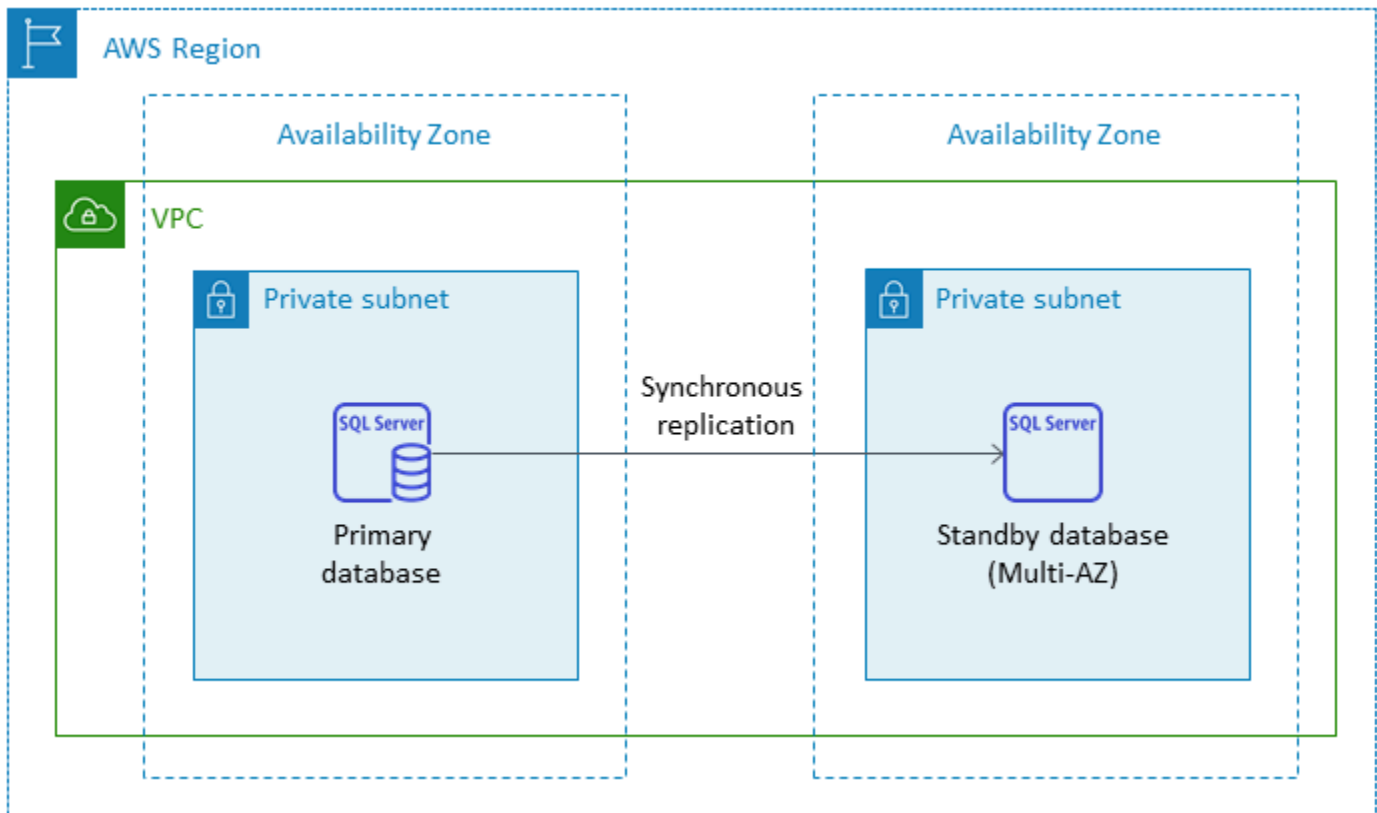 AWS Region
Availability Zone
Availability Zone
VPC
Private subnet
Private subnet
Synchronous
replication
SQL Server
SQL Server
Primary
database
Standby database
(Multi-AZ)